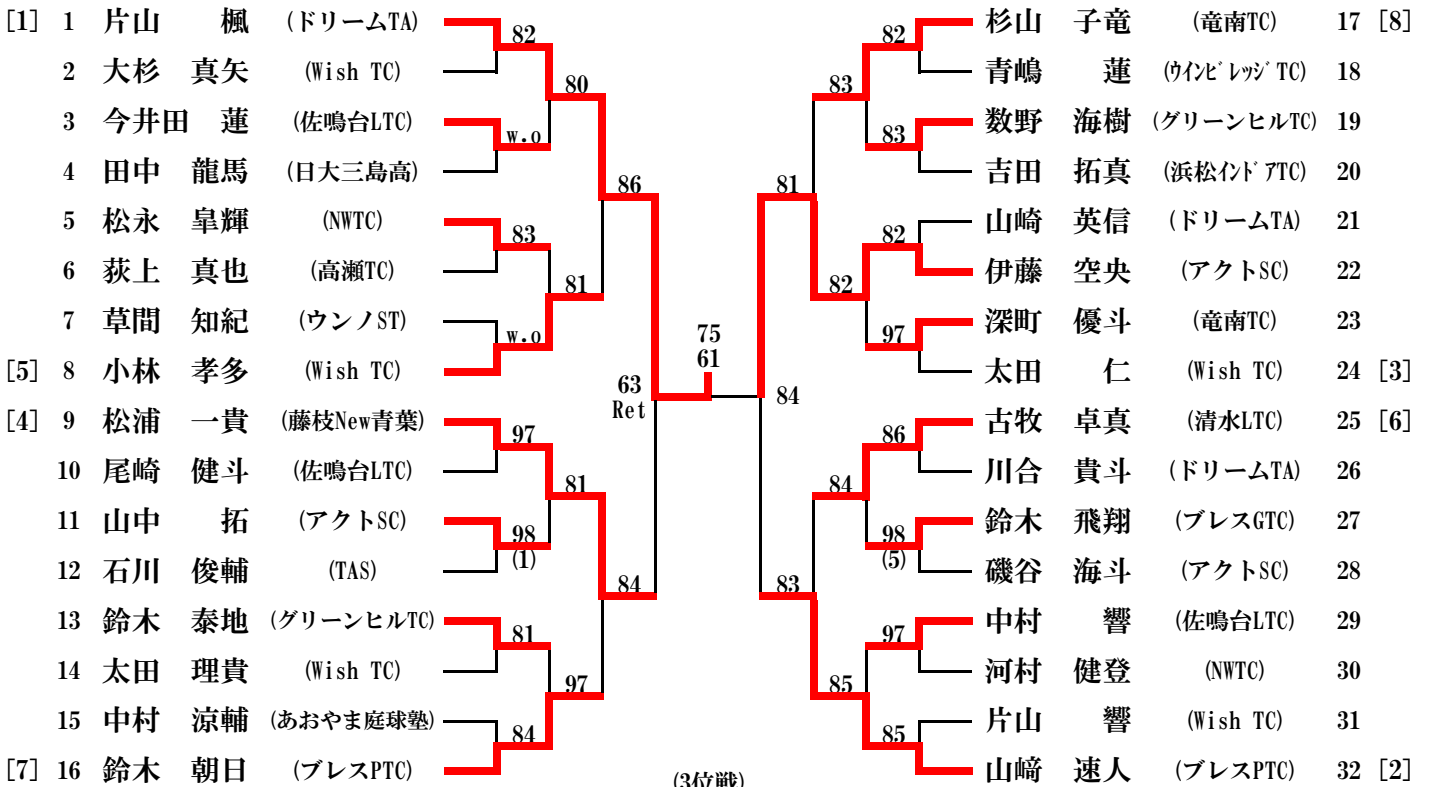 [1] 1 片山 楓 (ドリームTA)
82
2 大杉 真矢 (Wish TC)
80
3 今井田 蓮 (佐鳴台LTC)
w.o
4 田中 龍馬 (日大三島高)
86
5 松永 皐輝 (NWTC)
83
6 荻上 真也 (高瀬TC)
81
7 草間 知紀 (ウンノST)
w.o
[5] 8 小林 孝多 (Wish TC)
63
Ret
[4] 9 松浦 一貴 (藤枝New青葉)
97
10 尾崎 健斗 (佐鳴台LTC)
81
11 山中 拓 (アクトSC)
98
(1)
12 石川 俊輔 (TAS)
84
13 鈴木 泰地 (グリーンヒルTC)
81
14 太田 理貴 (Wish TC)
97
15 中村 涼輔 (あおやま庭球塾)
84
[7] 16 鈴木 朝日 (ブレスPTC)
75
61
(3位戦)
杉山 子竜 (竜南TC) 17 [8]
82
青嶋 蓮 (ウインビレッジTC) 18
83
数野 海樹 (グリーンヒルTC) 19
83
吉田 拓真 (浜松インドアTC) 20
81
山崎 英信 (ドリームTA) 21
82
伊藤 空央 (アクトSC) 22
82
深町 優斗 (竜南TC) 23
97
太田 仁 (Wish TC) 24 [3]
84
古牧 卓真 (清水LTC) 25 [6]
86
川合 貴斗 (ドリームTA) 26
84
鈴木 飛翔 (ブレスGTC) 27
98
(5)
磯谷 海斗 (アクトSC) 28
83
中村 響 (佐鳴台LTC) 29
97
河村 健登 (NWTC) 30
85
片山 響 (Wish TC) 31
85
山﨑 速人 (ブレスPTC) 32 [2]